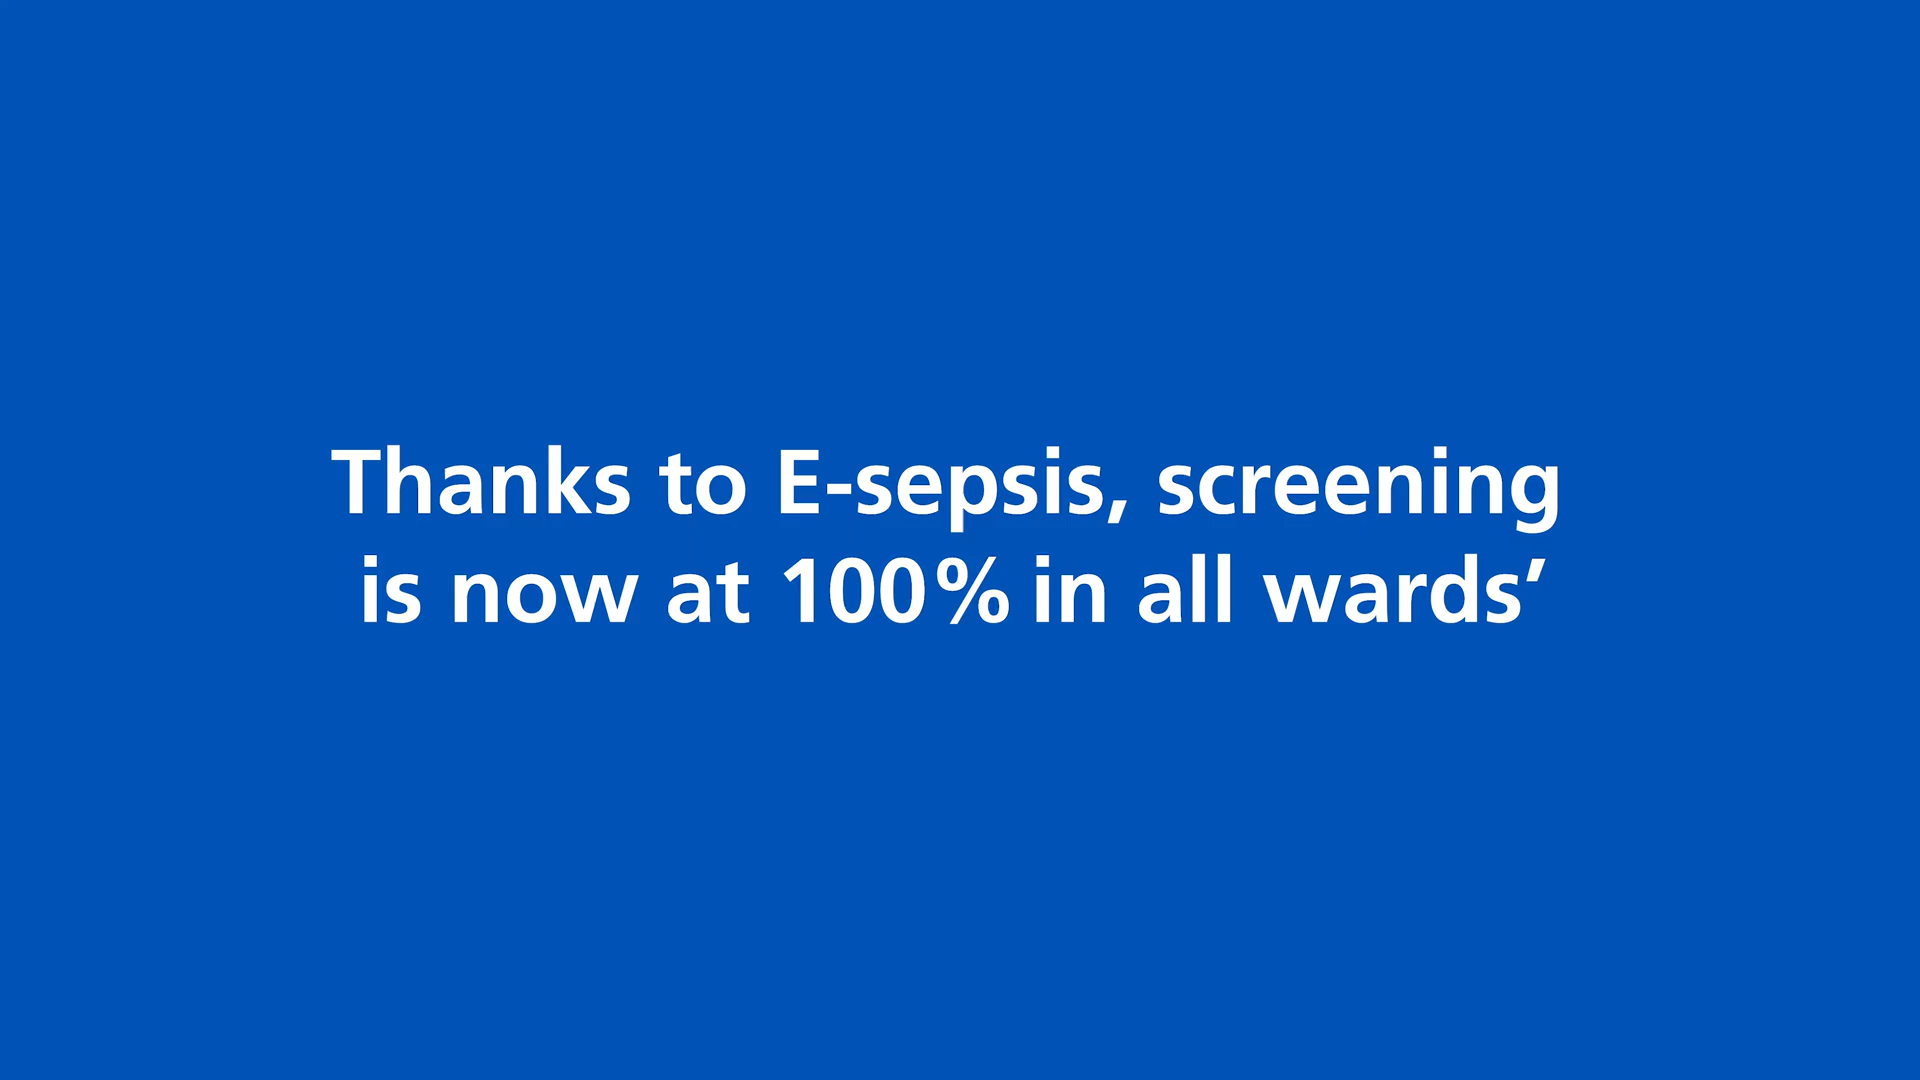 Thanks to E-sepsis, screening
is now at 100% in all wards’